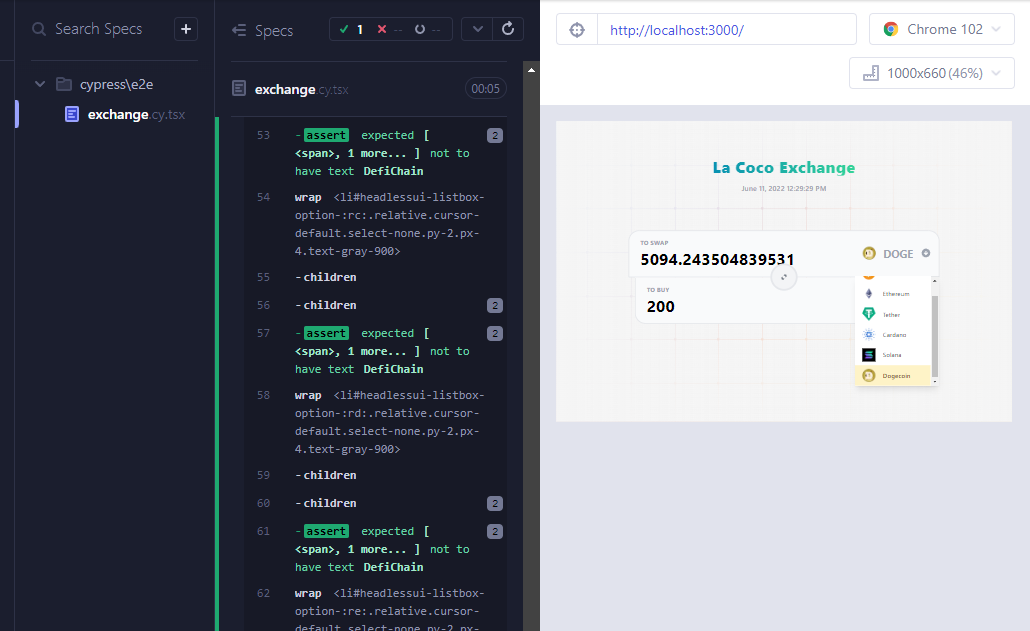 Search Specs
+
cypress\e2e
exchange.cy.tsx
Specs
1
--
--
exchange.cy.tsx
00:05
53 -assert expected [ 2
<span>, 1 more... ] not to
have text DefiChain
54 wrap <li#headlessui-listbox-
option-:rc:.relative.cursor-
default.select-none.py-2.px-
4.text-gray-900>
55 -children
56 -children 2
57 -assert expected [ 2
<span>, 1 more... ] not to
have text DefiChain
58 wrap <li#headlessui-listbox-
option-:rd:.relative.cursor-
default.select-none.py-2.px-
4.text-gray-900>
59 -children
60 -children 2
61 -assert expected [ 2
<span>, 1 more... ] not to
have text DefiChain
62 wrap <li#headlessui-listbox-
option-:re:.relative.cursor-
default.select-none.py-2.px-
http://localhost:3000/
Chrome 102
1000x660 (46%)
La Coco Exchange
June 11, 2022 12:29:29 PM
TO SWAP
5094.243504839531
DOGE
TO BUY
200
Ethereum
Tether
Cardano
Solana
Dogecoin